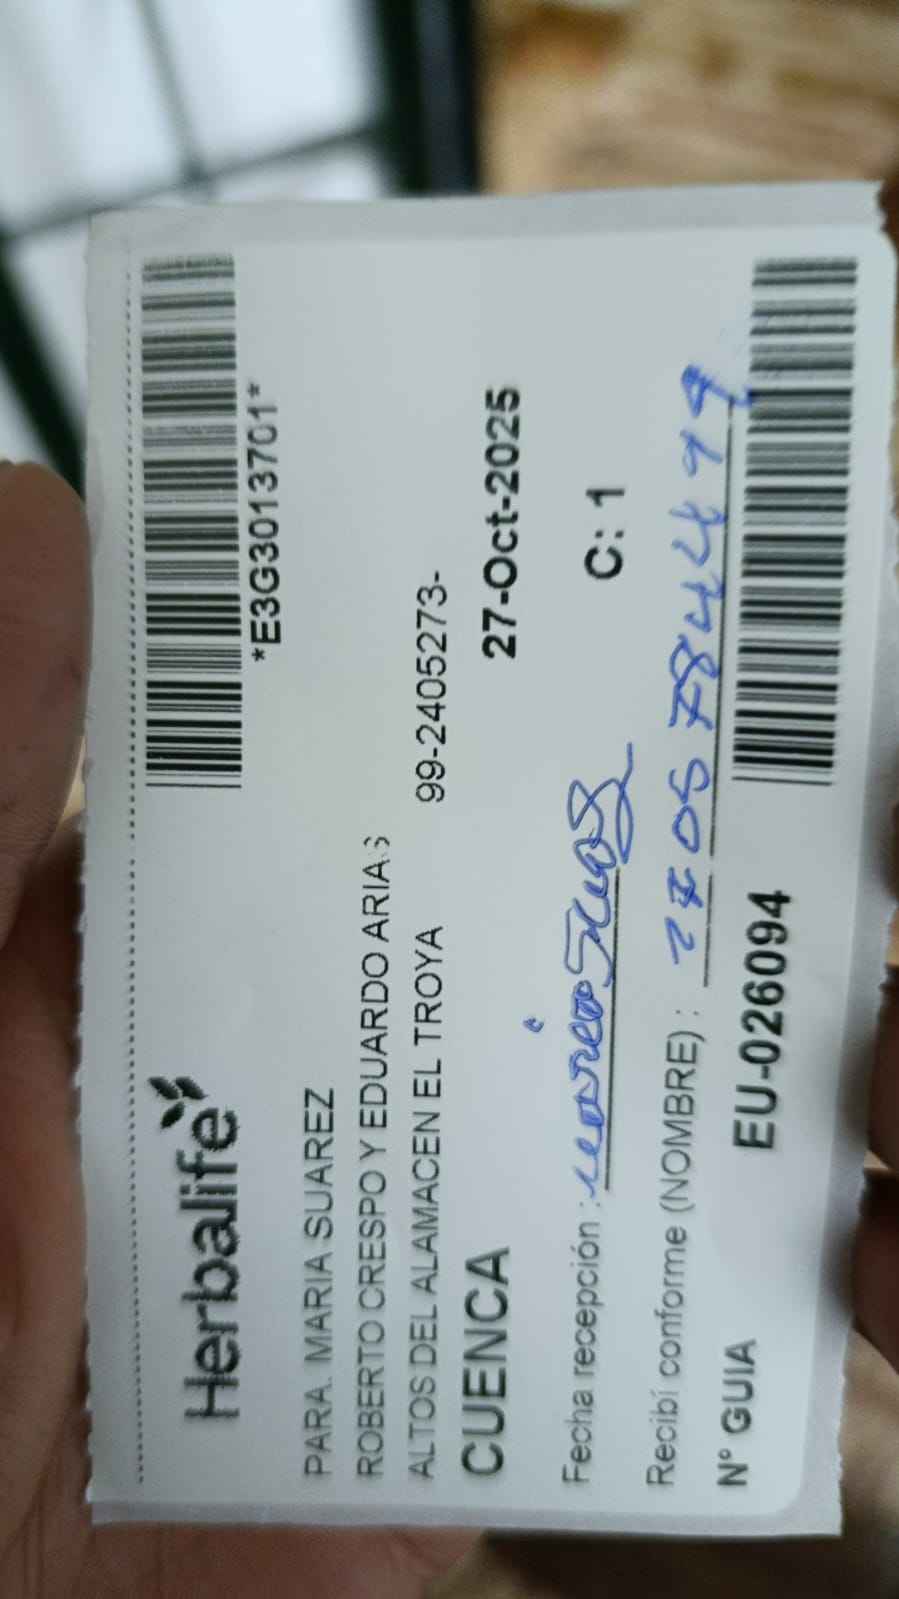 *E3G3013701*
Herbalife
PARA. MARIA SUAREZ
ROBERTO CRESPO Y EDUARDO ARIAS
ALTOS DEL ALAMACEN EL TROYA 99-2405273-
CUENCA 27-Oct-2025
Fecha recepción : C: 1
Recibí conforme (NOMBRE) :
N° GUIA EU-026094